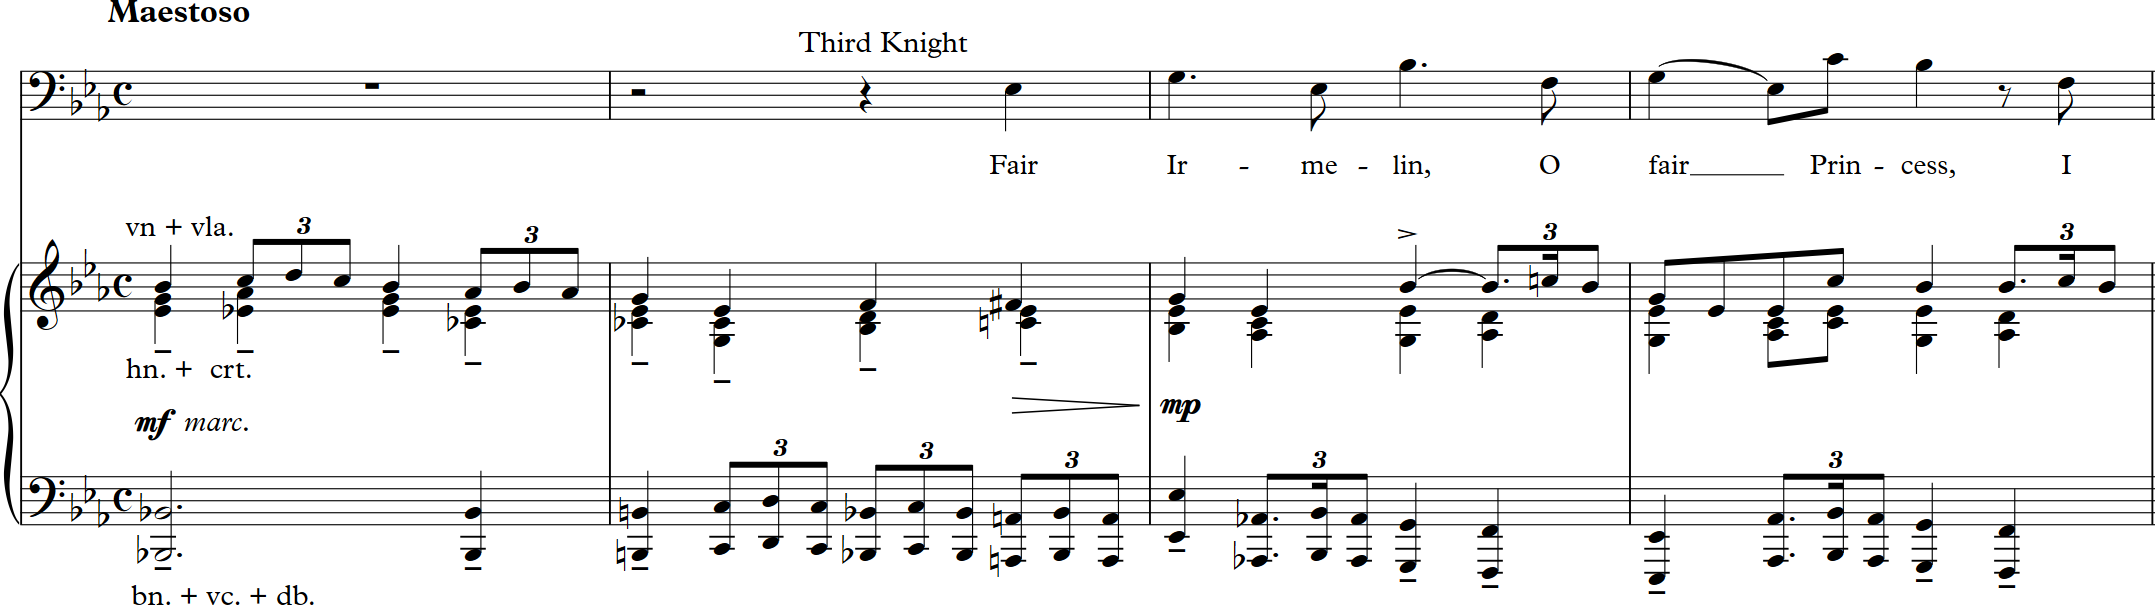 Maestoso
Third Knight
Fair Ir - me - lin, O fair____ Prin - cess, I
vn + vla.
3 3 3 3
hn. + crt.
mf marc.
mp
3 3 3 3 3
bn. + vc. + db.